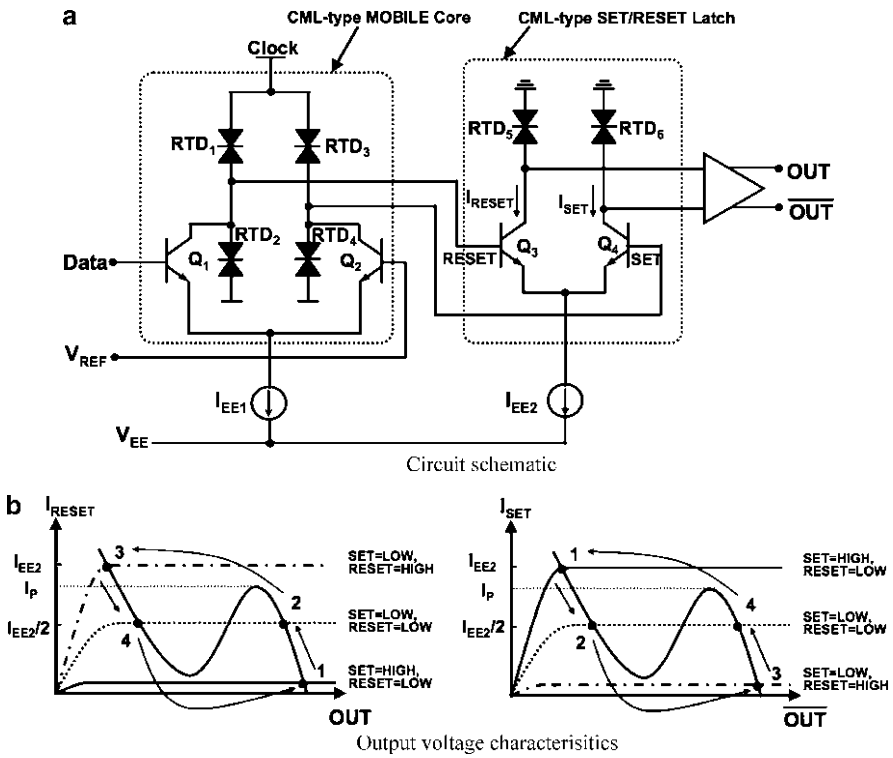 a
CML-type MOBILE Core
CML-type SET/RESET Latch
Clock
RTD1
RTD3
RTD5
RTD6
OUT
OUT
IRESET
ISET
RTD2
RTD4
Data
Q1
Q2
RESET
Q3
Q4
SET
VREF
IEE1
IEE2
VEE
Circuit schematic
b
IRESET
IEE2
IP
IEE2/2
3
4
2
1
SET=LOW,
RESET=HIGH
SET=LOW,
RESET=LOW
SET=HIGH,
RESET=LOW
OUT
ISET
IEE2
IP
IEE2/2
1
2
4
3
SET=HIGH,
RESET=LOW
SET=LOW,
RESET=LOW
SET=LOW,
RESET=HIGH
OUT
Output voltage characterisitics